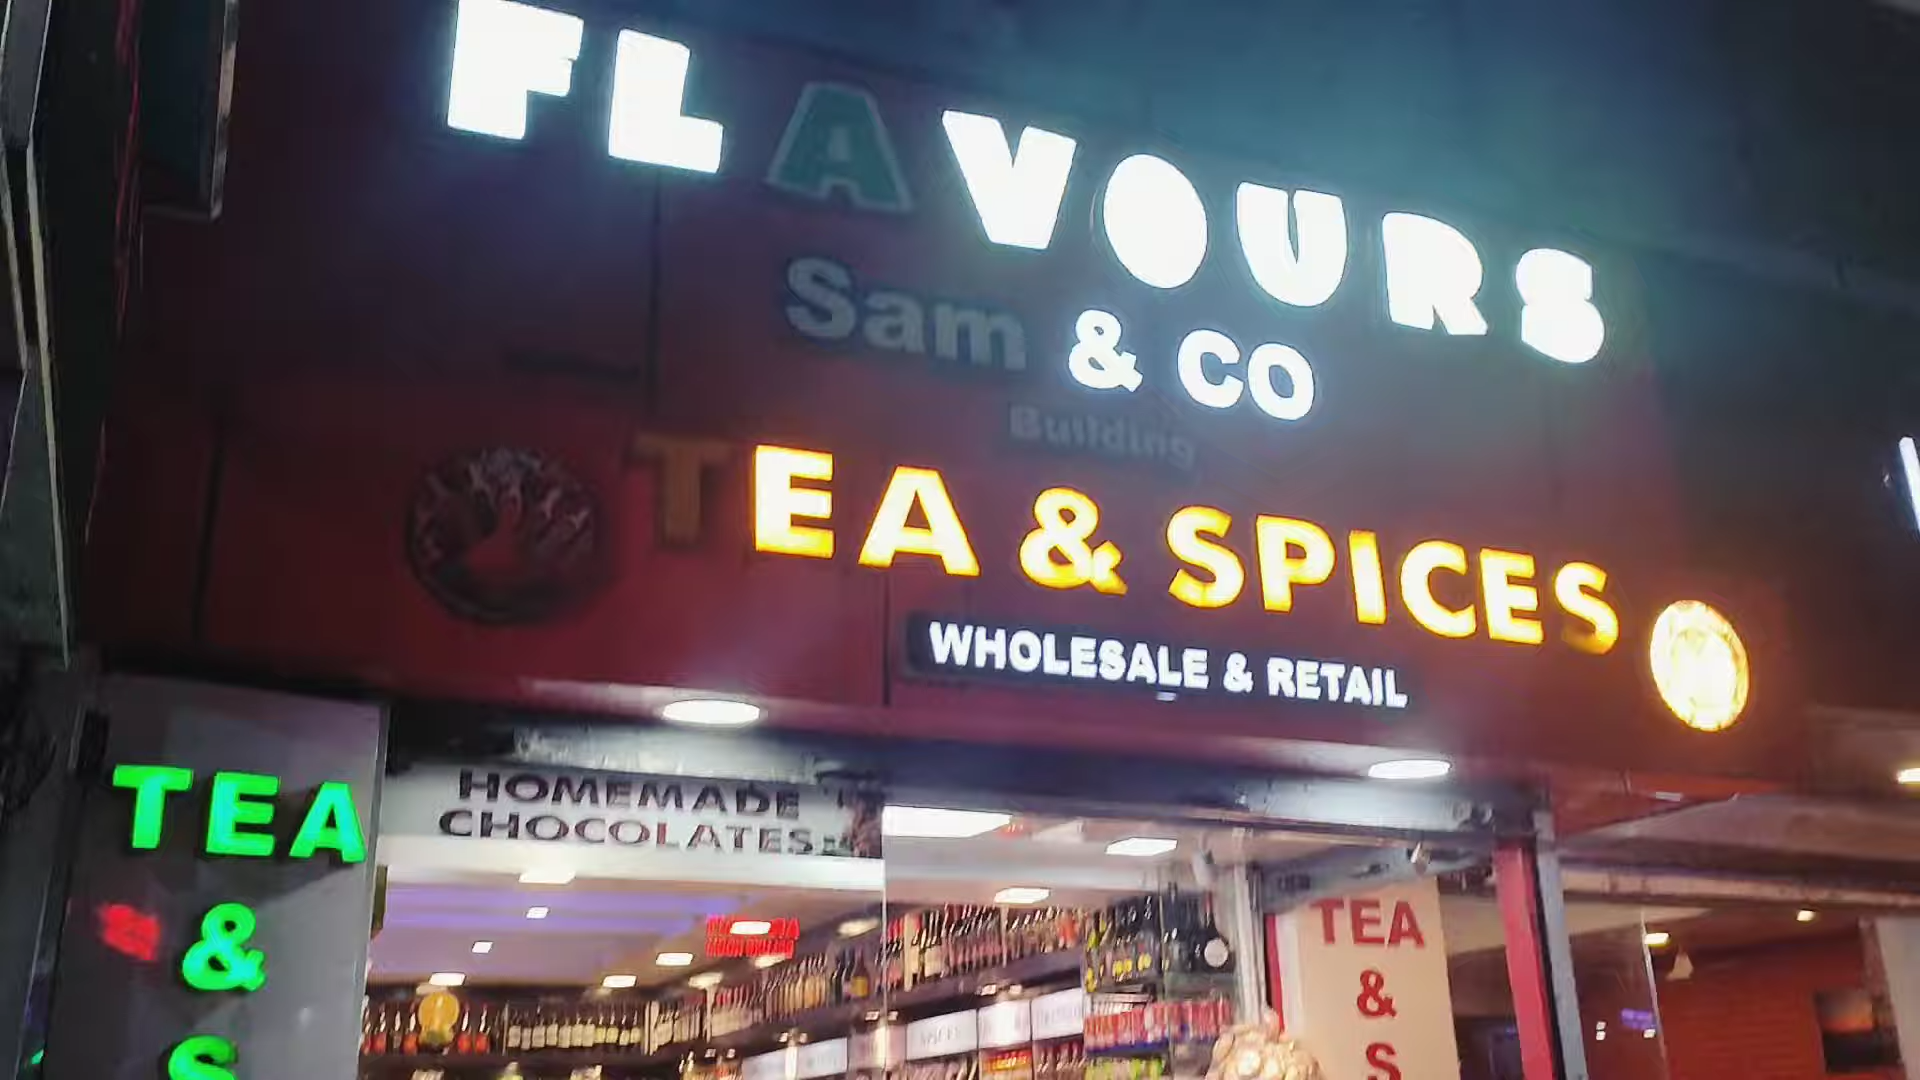 FLAVOURS
Sam & CO
Building
TEA & SPICES
WHOLESALE & RETAIL
HOMEMADE
CHOCOLATES
TEA
&
S
TEA
&
S